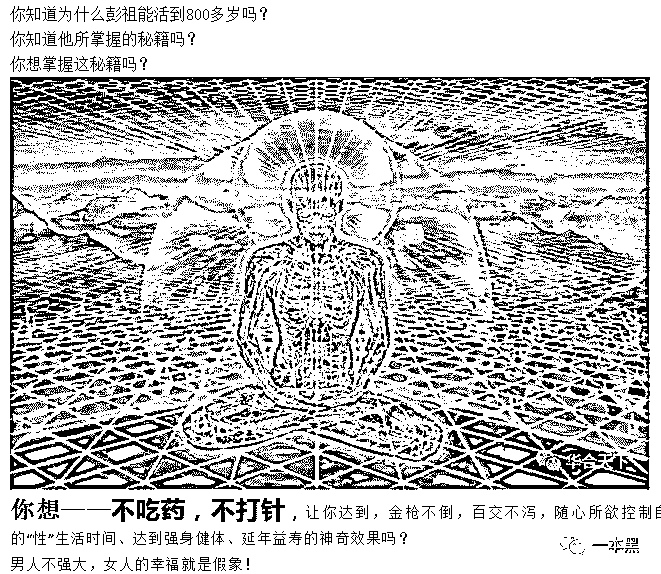 你知道为什么彭祖能活到800多岁吗？
你知道他所掌握的秘籍吗？
你想掌握这秘籍吗？
你想——不吃药，不打针，让你达到，金枪不倒，百交不泻，随心所欲控制自
的“性”生活时间、达到强身健体、延年益寿的神奇效果吗？
一本黑
男人不强大，女人的幸福就是假象！